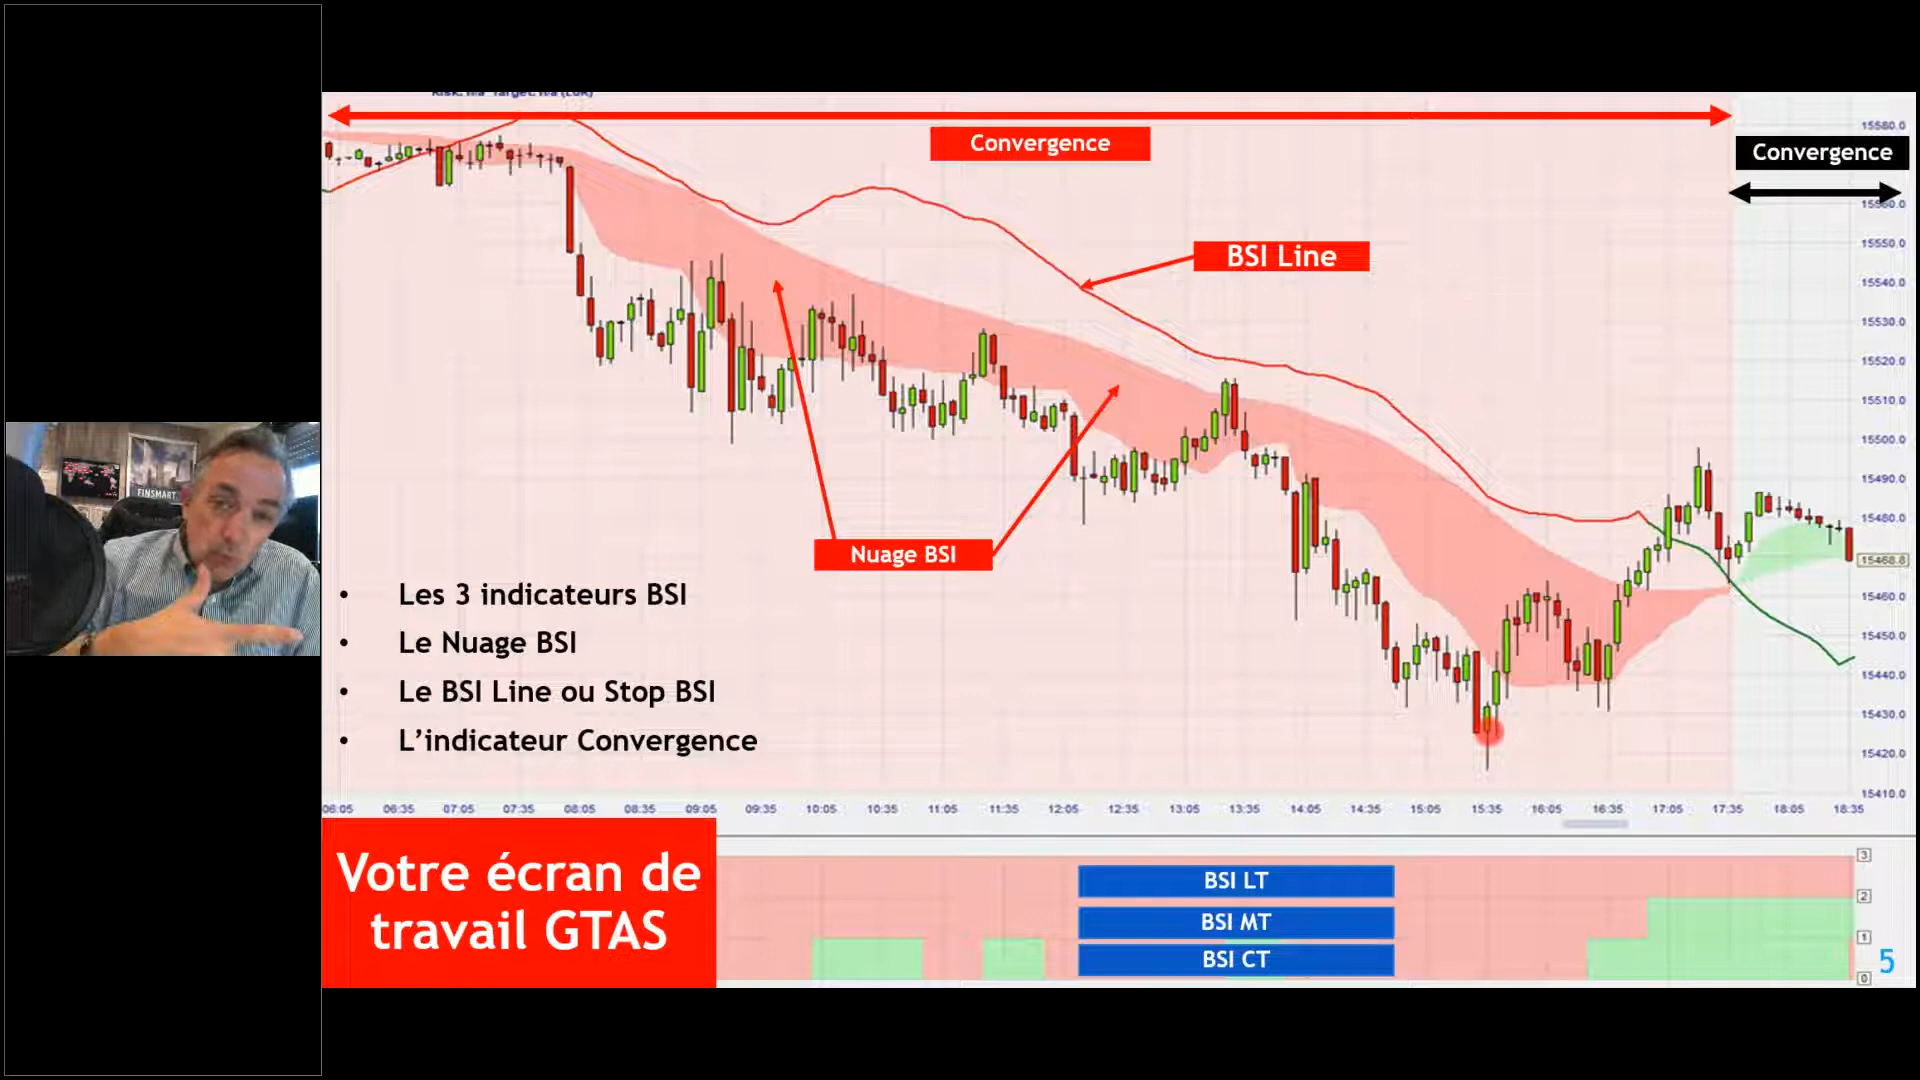 Risk: n/a Target: n/a (EUR)
Convergence
Convergence
BSI Line
Nuage BSI
• Les 3 indicateurs BSI
• Le Nuage BSI
• Le BSI Line ou Stop BSI
• L’indicateur Convergence
15580.0
15560.0
15550.0
15540.0
15530.0
15520.0
15510.0
15500.0
15490.0
15480.0
15468.8
15460.0
15450.0
15440.0
15430.0
15420.0
15410.0
06:05 06:35 07:05 07:35 08:05 08:35 09:05 09:35 10:05 10:35 11:05 11:35 12:05 12:35 13:05 13:35 14:05 14:35 15:05 15:35 16:05 16:35 17:05 17:35 18:05 18:35
Votre écran de
travail GTAS
BSI LT
BSI MT
BSI CT
3
2
1
0
5
FINSMART